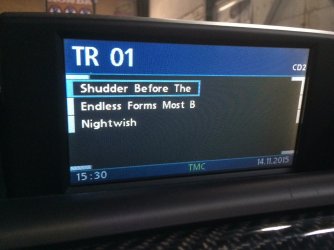 TR 01
CD2
Shudder Before The
Endless Forms Most B
Nightwish
TMC
15:30
14.11.2015